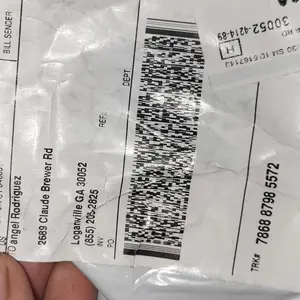 BILL SENDER
angel Rodriguez
2689 Claude Brewer Rd
Loganville GA 30052
(855) 205-2825
INV
PO
REF
DEPT
TRK#
7868 8798 5572
RD
30052-4214-89
H